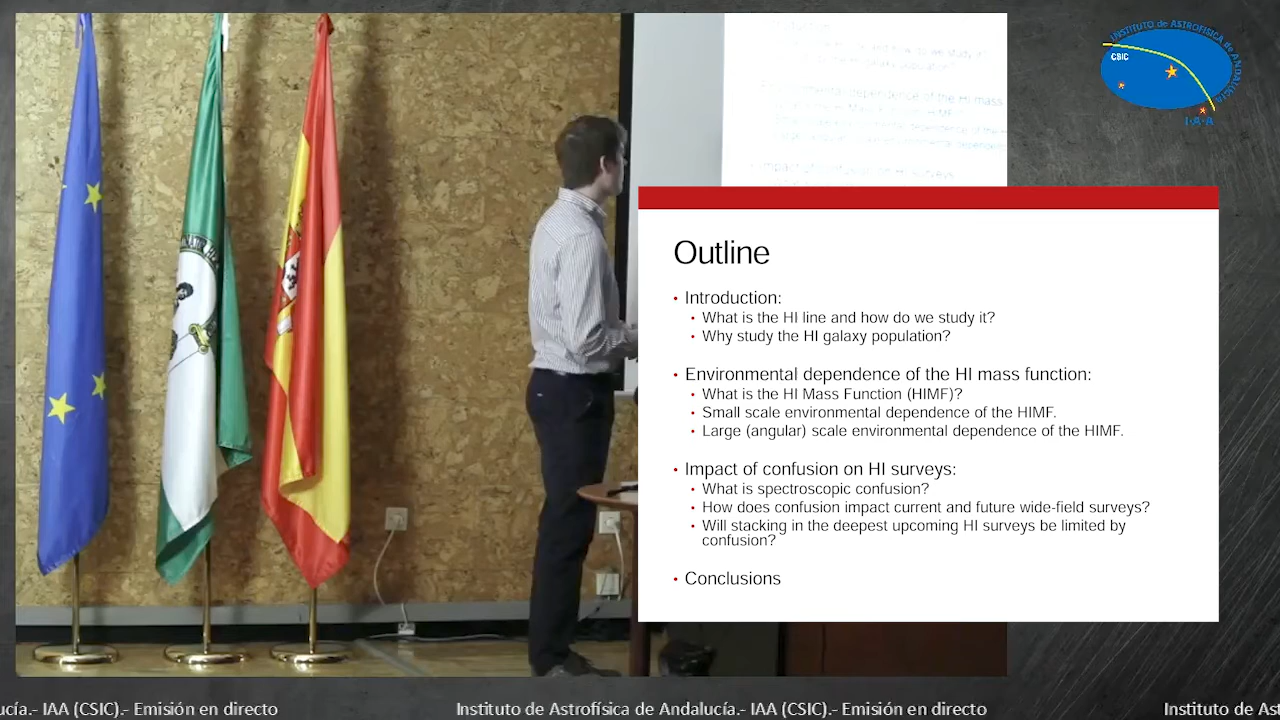 INSTITUTO de ASTROFÍSICA de ANDALUCÍA
CSIC
I·A·A
Outline
• Introduction:
• What is the HI line and how do we study it?
• Why study the HI galaxy population?
• Environmental dependence of the HI mass function:
• What is the HI Mass Function (HIMF)?
• Small scale environmental dependence of the HIMF.
• Large (angular) scale environmental dependence of the HIMF.
• Impact of confusion on HI surveys:
• What is spectroscopic confusion?
• How does confusion impact current and future wide-field surveys?
• Will stacking in the deepest upcoming HI surveys be limited by
confusion?
• Conclusions
ucía.- IAA (CSIC).- Emisión en directo Instituto de Astrofísica de Andalucía.- IAA (CSIC).- Emisión en directo Instituto de Ast